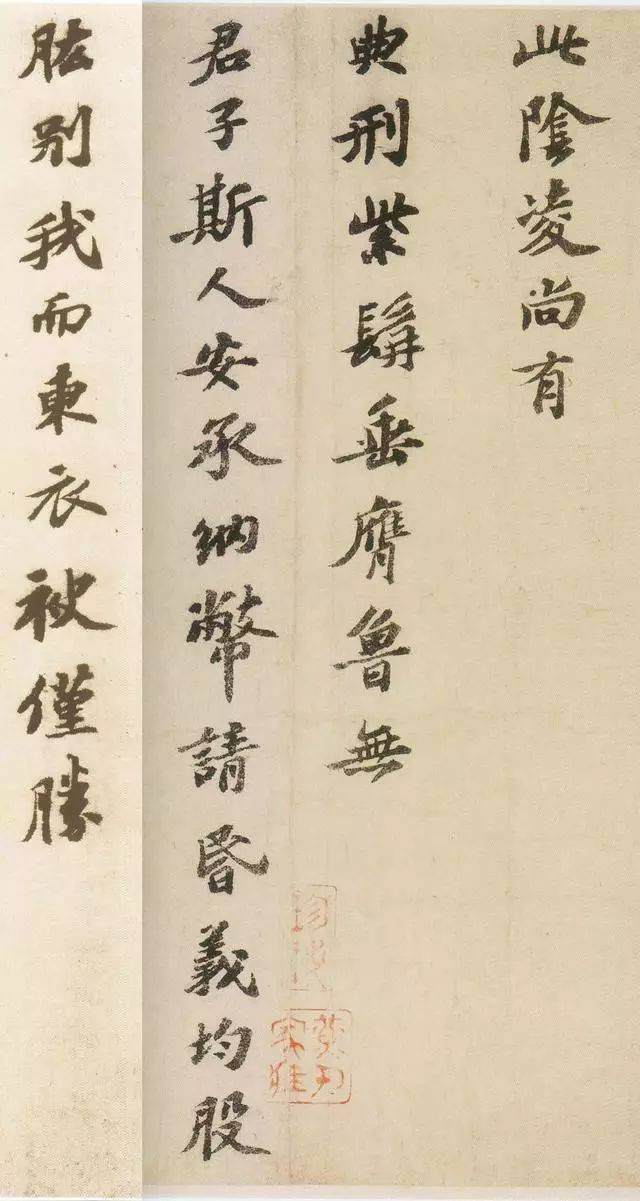 此陰凌尚有
典刑紫髯垂膺魯無
君子斯人安承納幣請昏義均股
肱別我而東衣袂僅勝